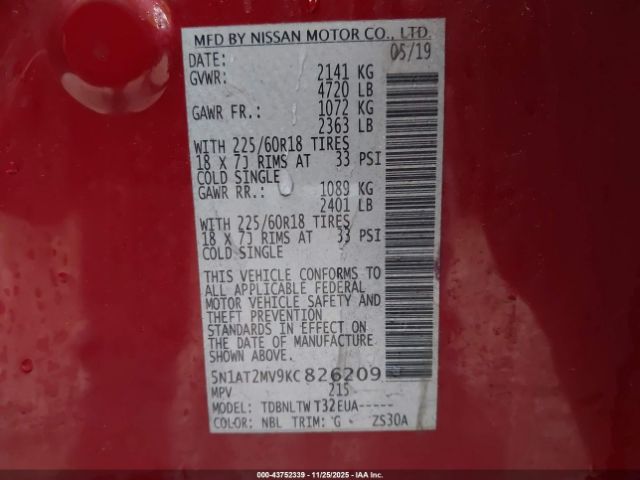 MFD BY NISSAN MOTOR CO., LTD.
DATE: 05/19
GVWR: 2141 KG
4720 LB
GAWR FR.: 1072 KG
2363 LB
WITH 225/60R18 TIRES
18 X 7J RIMS AT 33 PSI
COLD SINGLE
GAWR RR.: 1089 KG
2401 LB
WITH 225/60R18 TIRES
18 X 7J RIMS AT 33 PSI
COLD SINGLE
THIS VEHICLE CONFORMS TO
ALL APPLICABLE FEDERAL
MOTOR VEHICLE SAFETY AND
THEFT PREVENTION
STANDARDS IN EFFECT ON
THE DATE OF MANUFACTURE
SHOWN ABOVE.
5N1AT2MV9KC826209
MPV 215
MODEL: TDBNLTW T32EUA-----
COLOR: NBL TRIM: G - ZS30A
000-43752339 - 11/25/2025 - IAAI.com